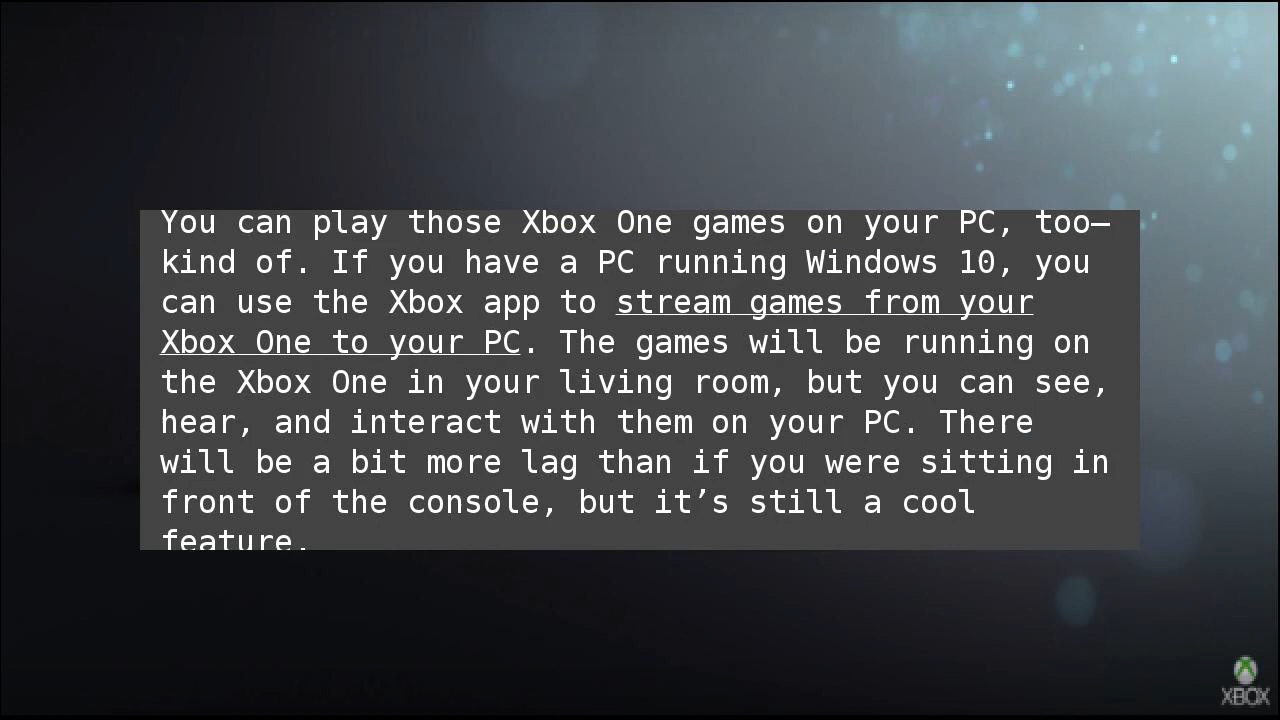 You can play those Xbox One games on your PC, too—
kind of. If you have a PC running Windows 10, you
can use the Xbox app to stream games from your
Xbox One to your PC. The games will be running on
the Xbox One in your living room, but you can see,
hear, and interact with them on your PC. There
will be a bit more lag than if you were sitting in
front of the console, but it’s still a cool
feature.
XBOX